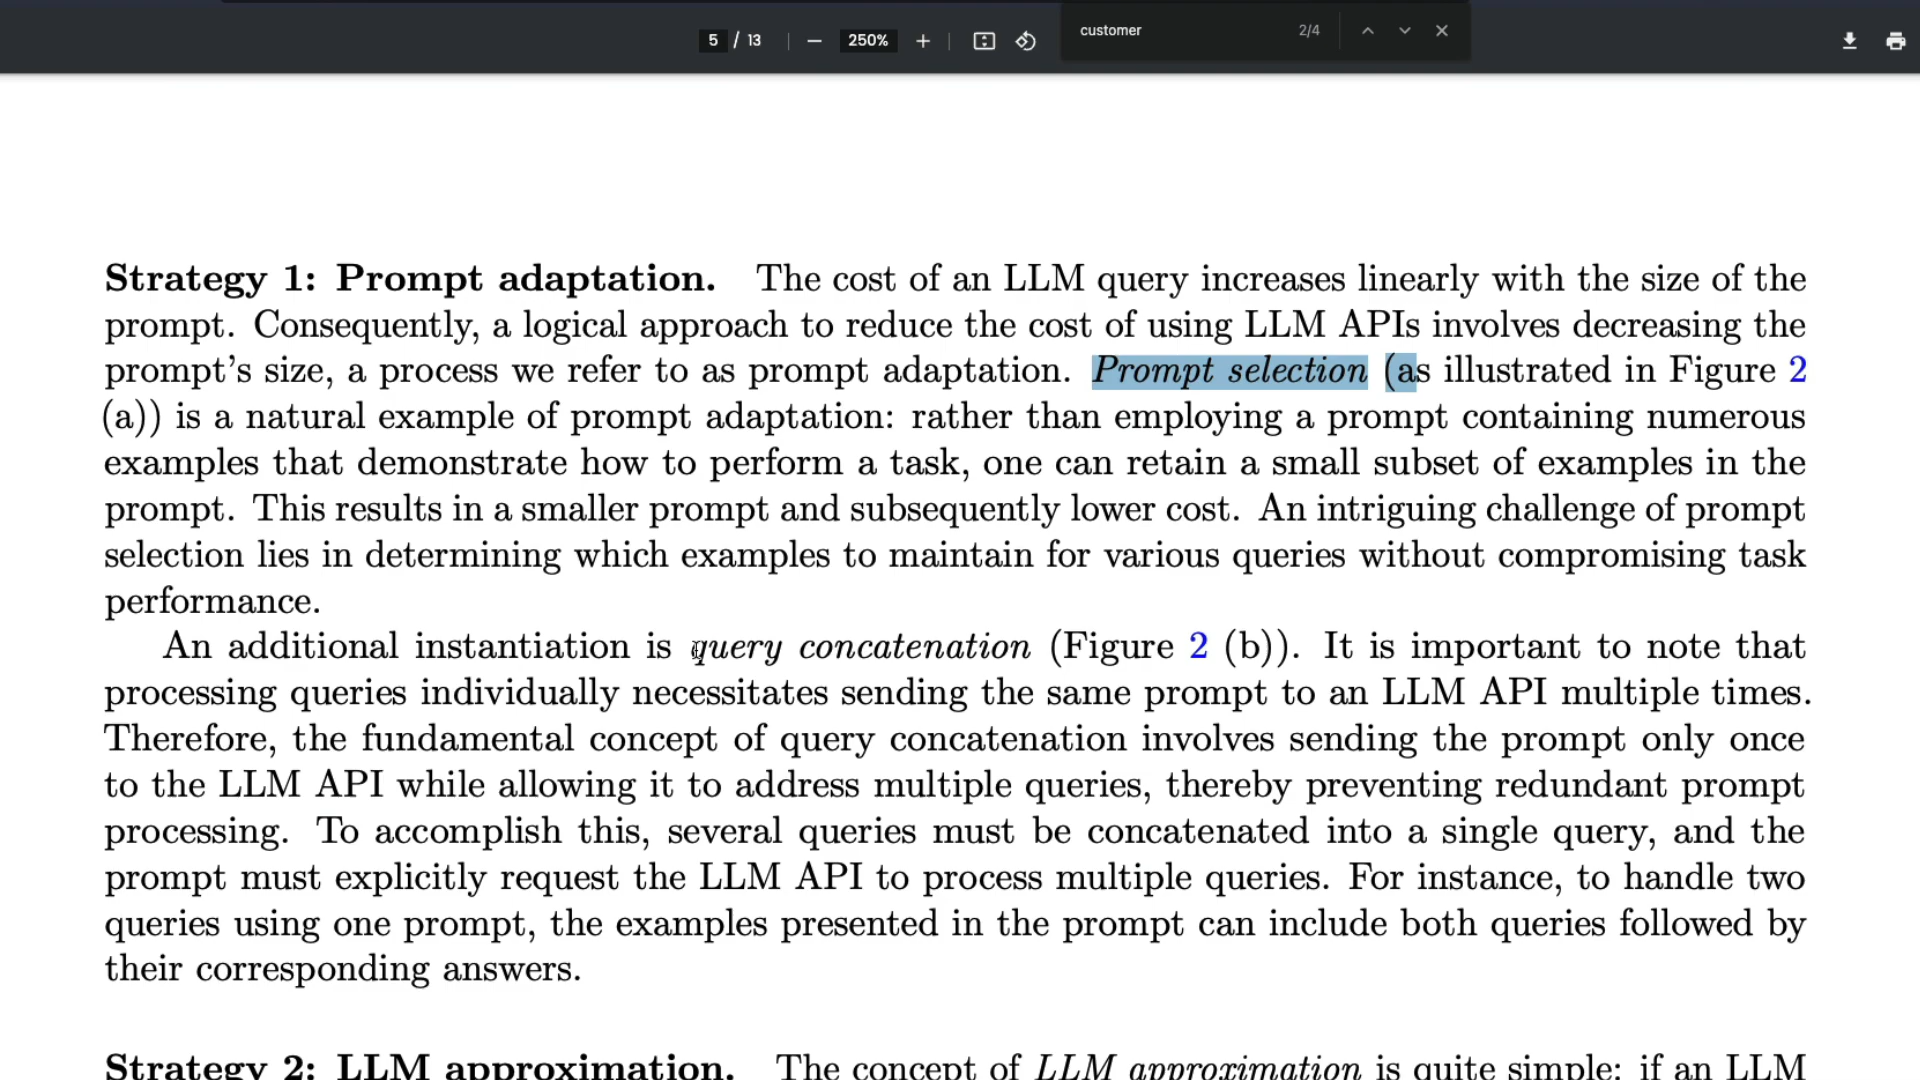 5 / 13 250% customer 2/4
Strategy 1: Prompt adaptation. The cost of an LLM query increases linearly with the size of the
prompt. Consequently, a logical approach to reduce the cost of using LLM APIs involves decreasing the
prompt's size, a process we refer to as prompt adaptation. Prompt selection (as illustrated in Figure 2
(a)) is a natural example of prompt adaptation: rather than employing a prompt containing numerous
examples that demonstrate how to perform a task, one can retain a small subset of examples in the
prompt. This results in a smaller prompt and subsequently lower cost. An intriguing challenge of prompt
selection lies in determining which examples to maintain for various queries without compromising task
performance.
An additional instantiation is query concatenation (Figure 2 (b)). It is important to note that
processing queries individually necessitates sending the same prompt to an LLM API multiple times.
Therefore, the fundamental concept of query concatenation involves sending the prompt only once
to the LLM API while allowing it to address multiple queries, thereby preventing redundant prompt
processing. To accomplish this, several queries must be concatenated into a single query, and the
prompt must explicitly request the LLM API to process multiple queries. For instance, to handle two
queries using one prompt, the examples presented in the prompt can include both queries followed by
their corresponding answers.
Strategy 2: LLM approximation. The concept of LLM approximation is quite simple: if an LLM